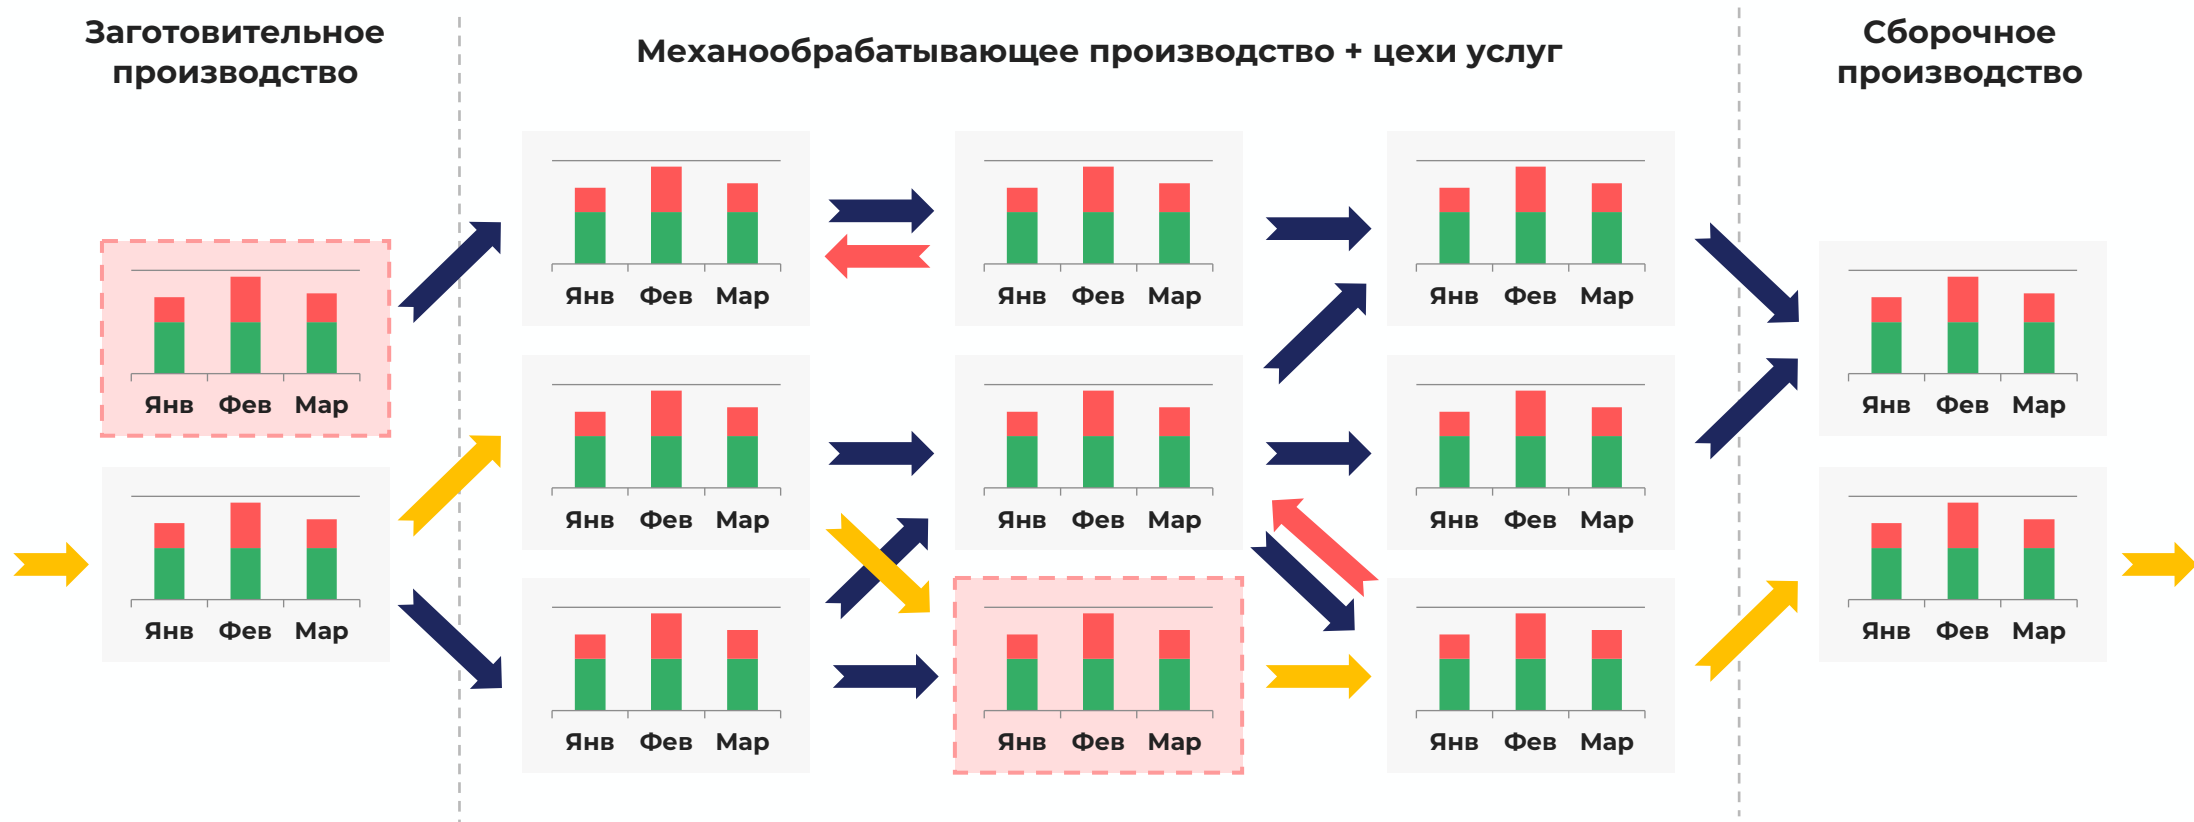 Заготовительное
производство
Механообрабатывающее производство + цехи услуг
Сборочное
производство
Янв Фев Мар
Янв Фев Мар
Янв Фев Мар
Янв Фев Мар
Янв Фев Мар
Янв Фев Мар
Янв Фев Мар
Янв Фев Мар
Янв Фев Мар
Янв Фев Мар
Янв Фев Мар
Янв Фев Мар
Янв Фев Мар